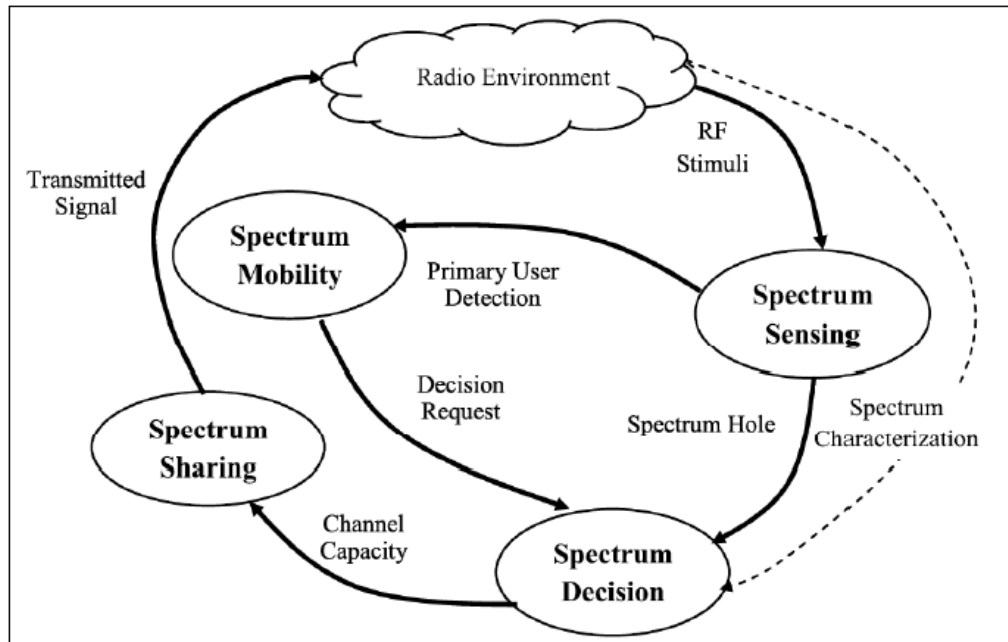 Radio Environment
RF
Stimuli
Transmitted
Signal
Spectrum
Mobility
Primary User
Detection
Spectrum
Sensing
Decision
Request
Spectrum Hole
Spectrum
Characterization
Spectrum
Sharing
Channel
Capacity
Spectrum
Decision